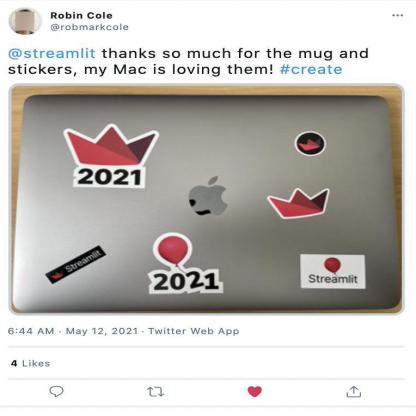 Robin Cole
@robmarkcole
@streamlit thanks so much for the mug and
stickers, my Mac is loving them! #create
2021
Streamlit
2021
Streamlit
6:44 AM · May 12, 2021 · Twitter Web App
4 Likes